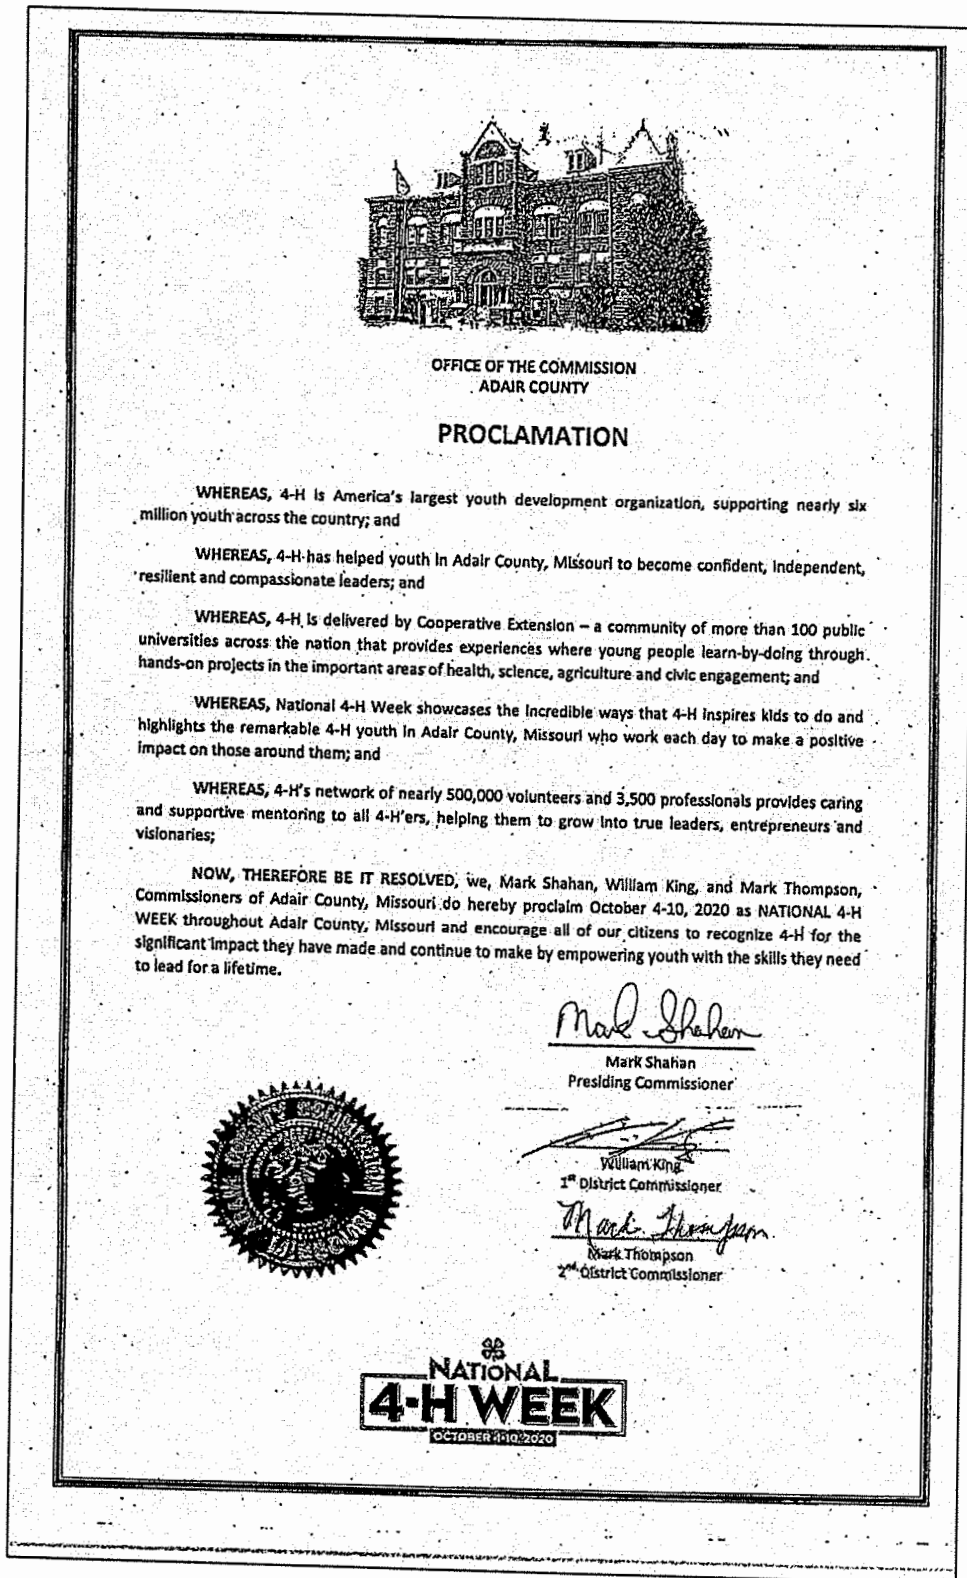 OFFICE OF THE COMMISSION
ADAIR COUNTY
PROCLAMATION
WHEREAS, 4-H is America's largest youth development organization, supporting nearly six
million youth across the country; and
WHEREAS, 4-H has helped youth in Adair County, Missouri to become confident, independent,
resilient and compassionate leaders; and
WHEREAS, 4-H is delivered by Cooperative Extension – a community of more than 100 public
universities across the nation that provides experiences where young people learn-by-doing through
hands-on projects in the important areas of health, science, agriculture and civic engagement; and
WHEREAS, National 4-H Week showcases the incredible ways that 4-H inspires kids to do and
highlights the remarkable 4-H youth in Adair County, Missouri who work each day to make a positive
impact on those around them; and
WHEREAS, 4-H's network of nearly 500,000 volunteers and 3,500 professionals provides caring
and supportive mentoring to all 4-H'ers, helping them to grow into true leaders, entrepreneurs and
visionaries;
NOW, THEREFORE BE IT RESOLVED, we, Mark Shahan, William King, and Mark Thompson,
Commissioners of Adair County, Missouri do hereby proclaim October 4-10, 2020 as NATIONAL 4-H
WEEK throughout Adair County, Missouri and encourage all of our citizens to recognize 4-H for the
significant impact they have made and continue to make by empowering youth with the skills they need
to lead for a lifetime.
Mark Shahan
Mark Shahan
Presiding Commissioner
William King
1st District Commissioner
Mark Thompson
Mark Thompson
2nd District Commissioner
NATIONAL
4-H WEEK
OCTOBER 4-10, 2020